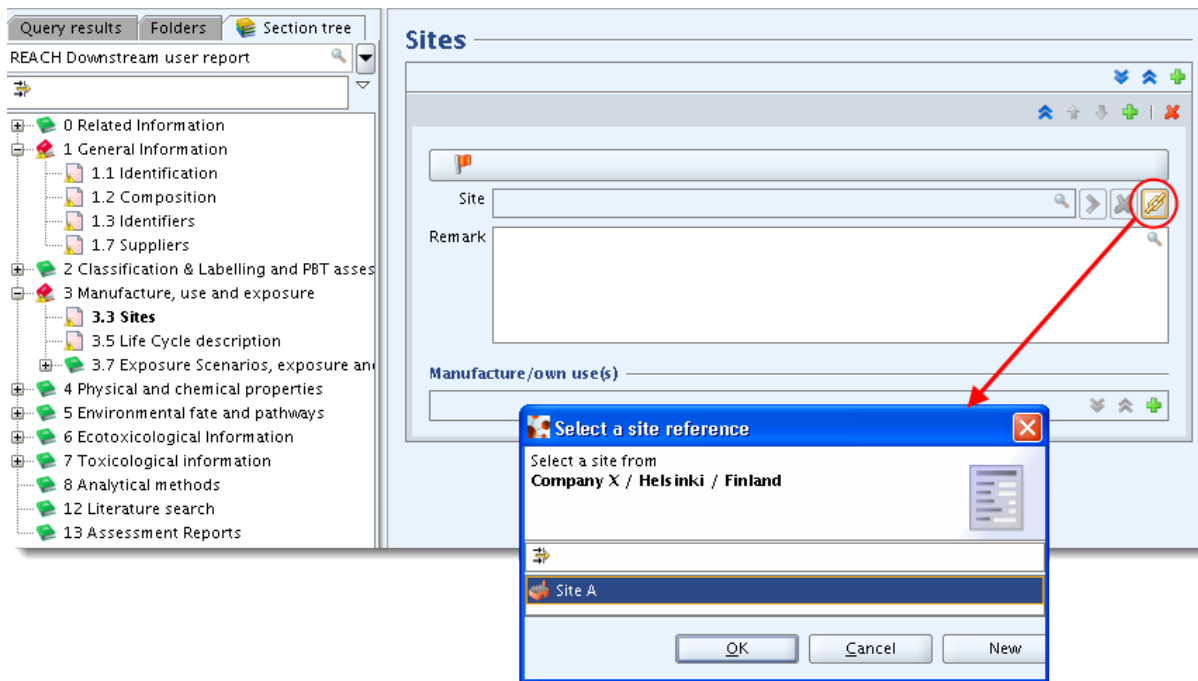 Query results
Folders
Section tree
REACH Downstream user report
0 Related Information
1 General Information
1.1 Identification
1.2 Composition
1.3 Identifiers
1.7 Suppliers
2 Classification & Labelling and PBT asses
3 Manufacture, use and exposure
3.3 Sites
3.5 Life Cycle description
3.7 Exposure Scenarios, exposure an
4 Physical and chemical properties
5 Environmental fate and pathways
6 Ecotoxicological Information
7 Toxicological information
8 Analytical methods
12 Literature search
13 Assessment Reports
Sites
Site
Remark
Manufacture/own use(s)
Select a site reference
Select a site from
Company X / Helsinki / Finland
Site A
OK
Cancel
New